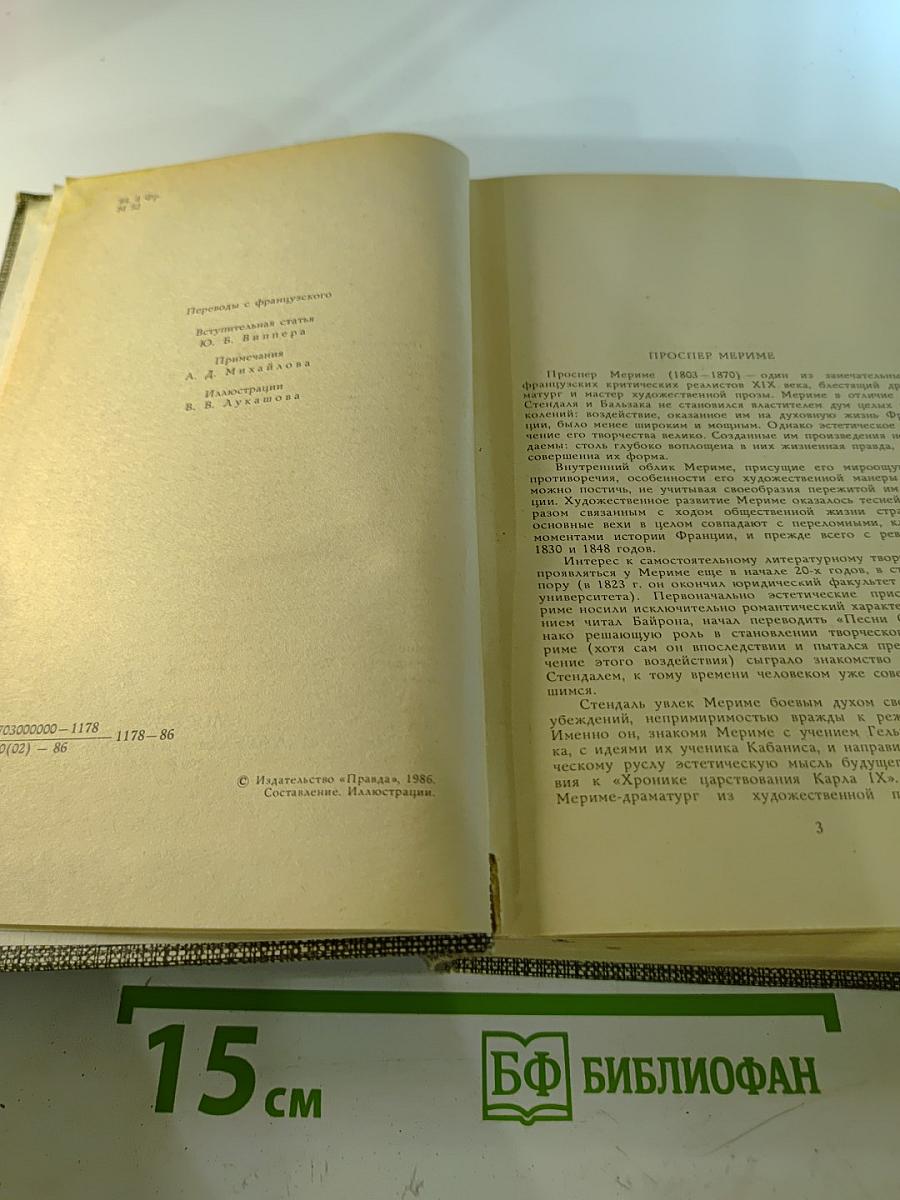 84. 4 Фр.
М 52
Переводы с французского
Вступительная статья
Ю. Б. Виппера
Примечания
А. Д. Михайлова
Иллюстрации
В. В. Лукашова
703000000—1178
0(02) — 86
1178—86
© Издательство «Правда», 1986.
Составление. Иллюстрации.
ПРОСПЕР МЕРИМЕ
Проспер Мериме (1803—1870) — один из замечательны
французских критических реалистов XIX века, блестящий др
матург и мастер художественной прозы. Мериме в отличие
Стендаля и Бальзака не становился властителем дум целых
колений: воздействие, оказанное им на духовную жизнь Фр
ции, было менее широким и мощным. Однако эстетическое
чение его творчества велико. Созданные им произведения не
даемы: столь глубоко воплощена в них жизненная правда,
совершенна их форма.
Внутренний облик Мериме, присущие его мироощу
противоречия, особенности его художественной манеры
можно постичь, не учитывая своеобразия пережитой им
ции. Художественное развитие Мериме оказалось тесней
разом связанным с ходом общественной жизни стра
основные вехи в целом совпадают с переломными, кл
моментами истории Франции, и прежде всего с рев
1830 и 1848 годов.
Интерес к самостоятельному литературному твор
проявляться у Мериме еще в начале 20-х годов, в ст
пору (в 1823 г. он окончил юридический факультет
университета). Первоначально эстетические прис
риме носили исключительно романтический характе
нием читал Байрона, начал переводить «Песни О
нако решающую роль в становлении творческо
риме (хотя сам он впоследствии и пытался пре
чение этого воздействия) сыграло знакомство
Стендалем, к тому времени человеком уже сове
шимся.
Стендаль увлек Мериме боевым духом св
убеждений, непримиримостью вражды к реж
Именно он, знакомя Мериме с учением Гель
ка, с идеями их ученика Кабаниса, и направи
ческому руслу эстетическую мысль будущег
вия к «Хронике царствования Карла IX».
Мериме-драматург из художественной п
3
15 см
БФ БИБЛИОФАН